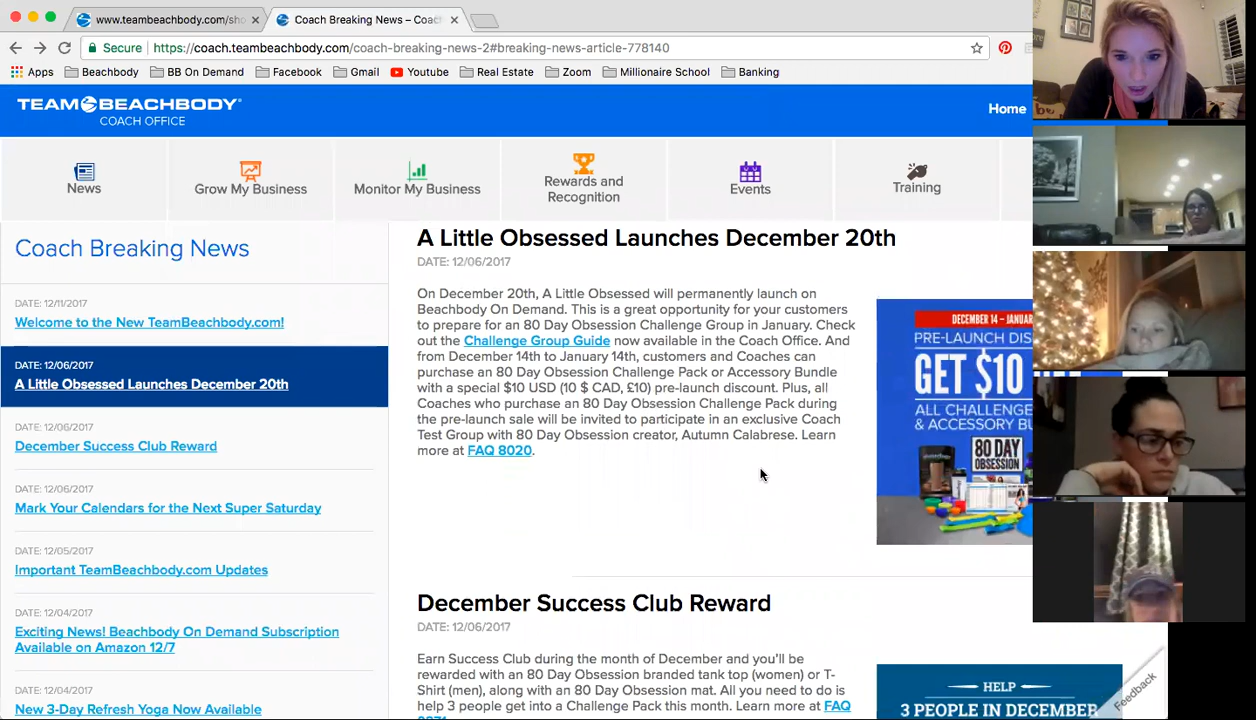 www.teambeachbody.com/sho
Coach Breaking News – Coac
Secure
https://coach.teambeachbody.com/coach-breaking-news-2#breaking-news-article-778140
Apps
Beachbody
BB On Demand
Facebook
Gmail
Youtube
Real Estate
Zoom
Millionaire School
Banking
TEAM BEACHBODY
COACH OFFICE
Home
News
Grow My Business
Monitor My Business
Rewards and
Recognition
Events
Training
Coach Breaking News
DATE: 12/11/2017
Welcome to the New TeamBeachbody.com!
DATE: 12/06/2017
A Little Obsessed Launches December 20th
DATE: 12/06/2017
December Success Club Reward
DATE: 12/06/2017
Mark Your Calendars for the Next Super Saturday
DATE: 12/05/2017
Important TeamBeachbody.com Updates
DATE: 12/04/2017
Exciting News! Beachbody On Demand Subscription
Available on Amazon 12/7
DATE: 12/04/2017
New 3-Day Refresh Yoga Now Available
A Little Obsessed Launches December 20th
DATE: 12/06/2017
On December 20th, A Little Obsessed will permanently launch on
Beachbody On Demand. This is a great opportunity for your customers
to prepare for an 80 Day Obsession Challenge Group in January. Check
out the Challenge Group Guide now available in the Coach Office. And
from December 14th to January 14th, customers and Coaches can
purchase an 80 Day Obsession Challenge Pack or Accessory Bundle
with a special $10 USD (10 $ CAD, £10) pre-launch discount. Plus, all
Coaches who purchase an 80 Day Obsession Challenge Pack during
the pre-launch sale will be invited to participate in an exclusive Coach
Test Group with 80 Day Obsession creator, Autumn Calabrese. Learn
more at FAQ 8020.
DECEMBER 14 – JANUAR
PRE-LAUNCH DIS
GET $10
ALL CHALLENGE
& ACCESSORY BU
80 DAY
OBSESSION
December Success Club Reward
DATE: 12/06/2017
Earn Success Club during the month of December and you'll be
rewarded with an 80 Day Obsession branded tank top (women) or T-
Shirt (men), along with an 80 Day Obsession mat. All you need to do is
help 3 people get into a Challenge Pack this month. Learn more at FAQ
HELP
3 PEOPLE IN DECEMBER
Feedback